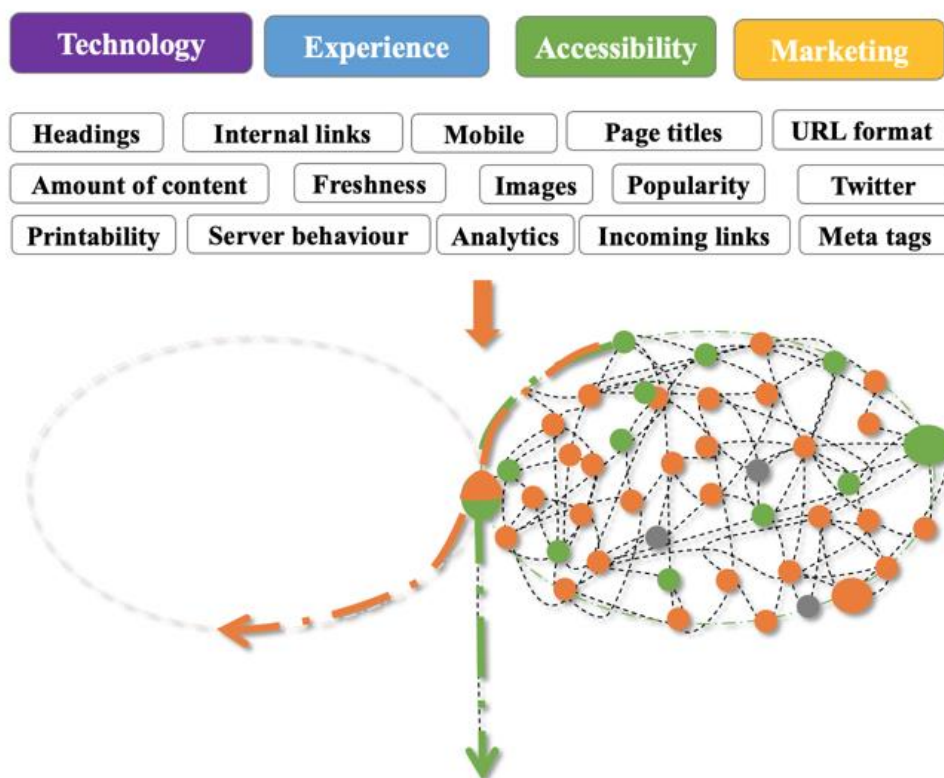 Technology Experience Accessibility Marketing
Headings Internal links Mobile Page titles URL format
Amount of content Freshness Images Popularity Twitter
Printability Server behaviour Analytics Incoming links Meta tags